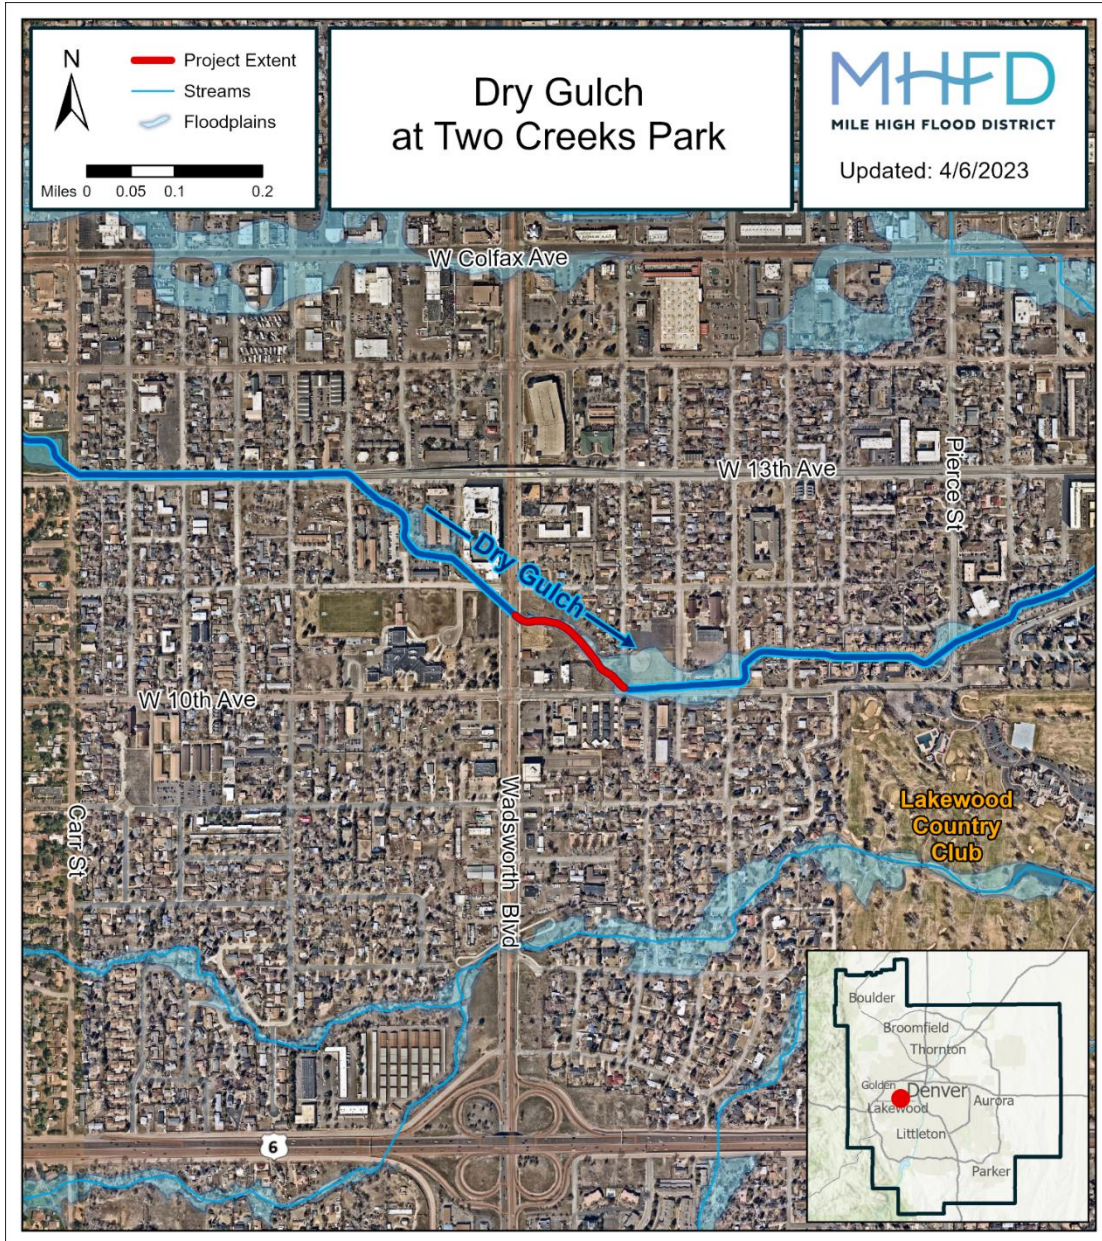 N
Project Extent
Streams
Floodplains
Miles 0 0.05 0.1 0.2
Dry Gulch
at Two Creeks Park
MHFD
MILE HIGH FLOOD DISTRICT
Updated: 4/6/2023
W Colfax Ave
W 13th Ave
Pierce St
Dry Gulch
W 10th Ave
Wadsworth Blvd
Carr St
Lakewood
Country
Club
6
Boulder
Broomfield
Thornton
Golden
Denver
Lakewood
Aurora
Littleton
Parker